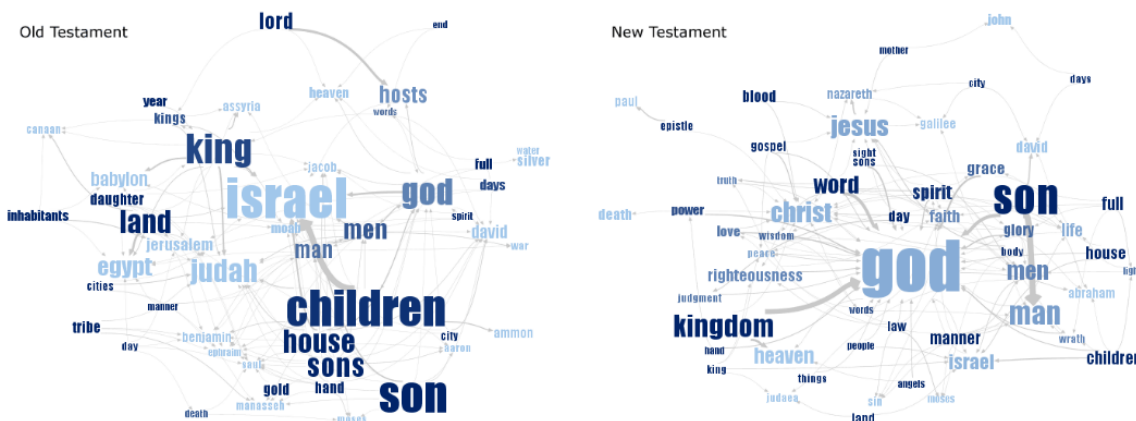 Old Testament
lord
end
year
kings
assyria
heaven
hosts
words
canaan
king
jacob
full
water
silver
babylon
daughter
israel
god
days
inhabitants
land
moab
men
spirit
david
jerusalem
man
war
egypt
judah
cities
manner
children
tribe
day
benjamin
house
city
ammon
ephraim
saul
sons
aaron
gold
hand
son
manasseh
death
New Testament
john
mother
days
paul
blood
nazareth
city
epistle
jesus
galilee
gospel
sight
sons
david
truth
word
spirit
grace
son
full
death
power
christ
day
faith
glory
life
love
wisdom
peace
body
house
righteousness
god
men
judgment
abraham
kingdom
words
law
man
hand
heaven
people
manner
wrath
king
israel
children
things
angels
judaea
sin
moses
land